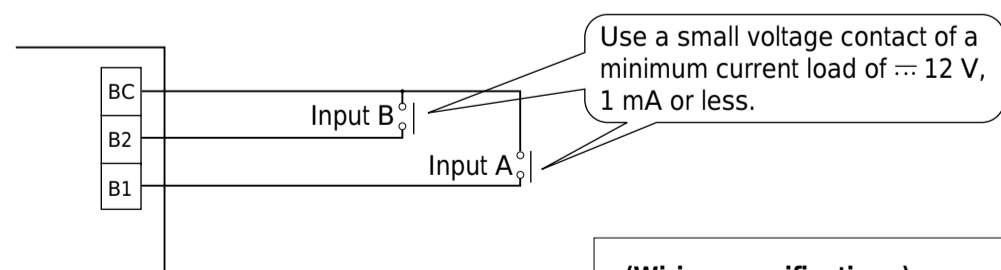 Use a small voltage contact of a
minimum current load of ⎓ 12 V,
1 mA or less.
BC
Input B
B2
Input A
B1